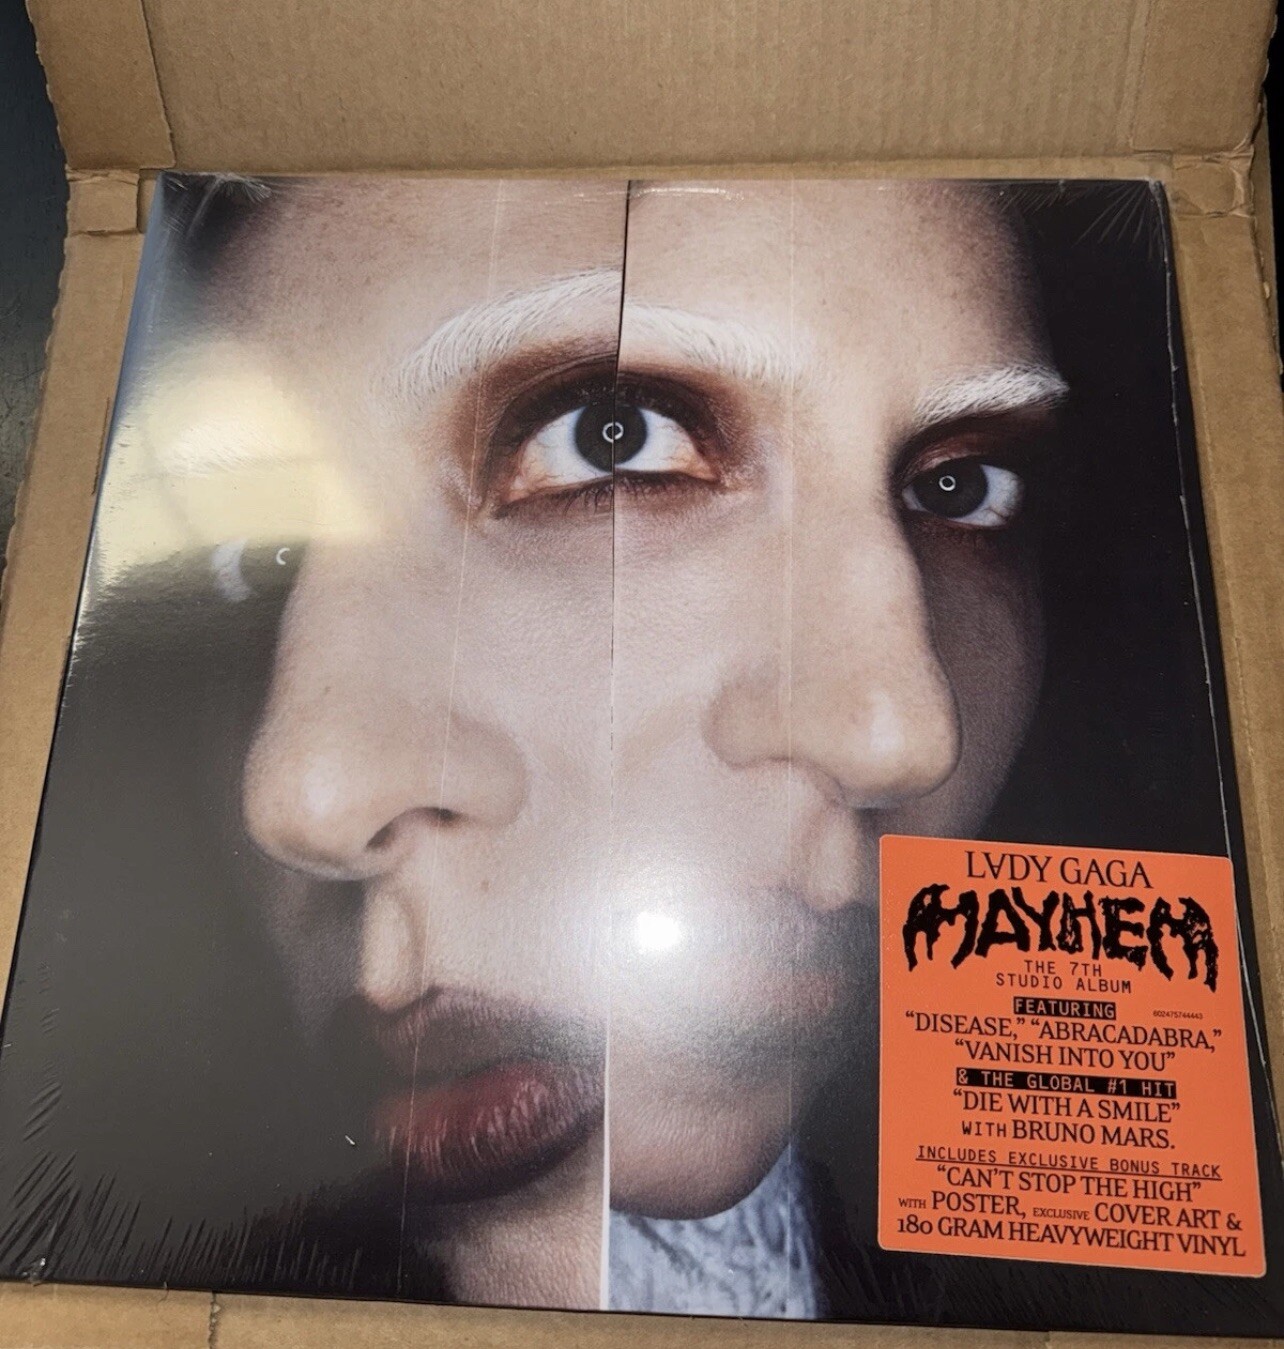 LVDY GAGA
MAYHEM
THE 7TH
STUDIO ALBUM
FEATURING
602475744443
“DISEASE,” “ABRACADABRA,”
“VANISH INTO YOU”
& THE GLOBAL #1 HIT
“DIE WITH A SMILE”
WITH BRUNO MARS.
INCLUDES EXCLUSIVE BONUS TRACK
“CAN’T STOP THE HIGH”
WITH POSTER, EXCLUSIVE COVER ART &
180 GRAM HEAVYWEIGHT VINYL